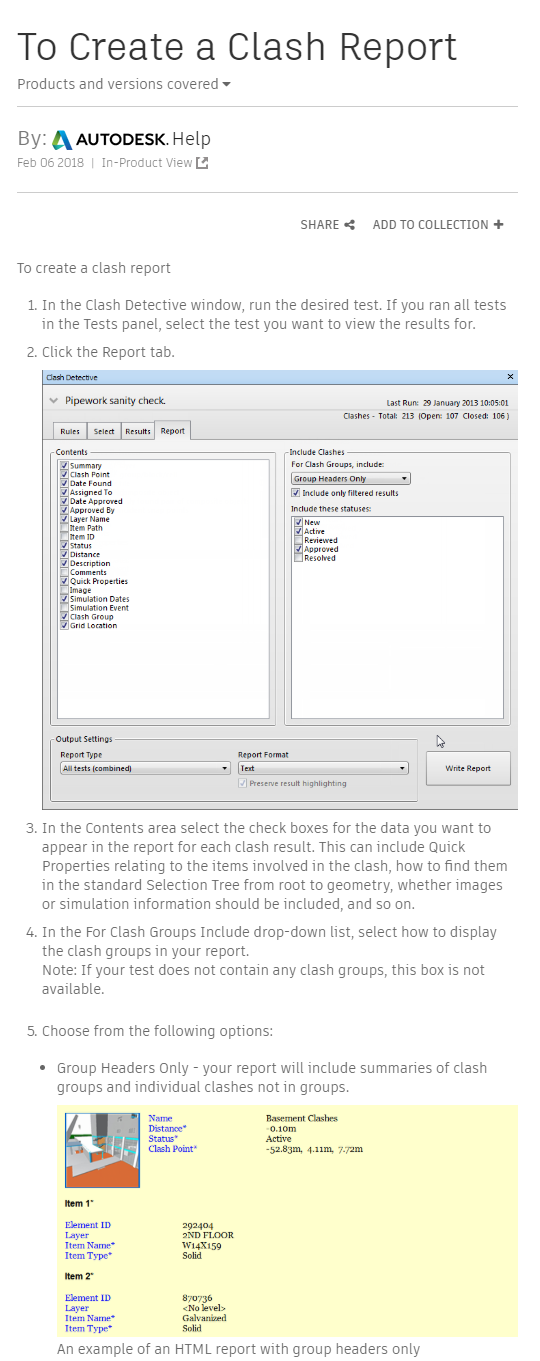 To Create a Clash Report
Products and versions covered
By: AUTODESK. Help
Feb 06 2018 | In-Product View
SHARE ADD TO COLLECTION
To create a clash report
1. In the Clash Detective window, run the desired test. If you ran all tests
in the Tests panel, select the test you want to view the results for.
2. Click the Report tab.
Clash Detective
Pipework sanity check.
Last Run: 29 January 2013 10:05:01
Clashes - Total: 213 (Open: 107 Closed: 106 )
Rules Select Results Report
Contents
Summary
Clash Point
Date Found
Assigned To
Date Approved
Approved By
Layer Name
Item Path
Item ID
Status
Distance
Description
Comments
Quick Properties
Image
Simulation Dates
Simulation Event
Clash Group
Grid Location
Include Clashes
For Clash Groups, include:
Group Headers Only
Include only filtered results
Include these statuses:
New
Active
Reviewed
Approved
Resolved
Output Settings
Report Type
All tests (combined)
Report Format
Text
Preserve result highlighting
Write Report
3. In the Contents area select the check boxes for the data you want to
appear in the report for each clash result. This can include Quick
Properties relating to the items involved in the clash, how to find them
in the standard Selection Tree from root to geometry, whether images
or simulation information should be included, and so on.
4. In the For Clash Groups Include drop-down list, select how to display
the clash groups in your report.
Note: If your test does not contain any clash groups, this box is not
available.
5. Choose from the following options:
• Group Headers Only - your report will include summaries of clash
groups and individual clashes not in groups.
Name Basement Clashes
Distance* -0.10m
Status* Active
Clash Point* -52.83m, 4.11m, 7.72m
Item 1*
Element ID 292404
Layer 2ND FLOOR
Item Name* W14X159
Item Type* Solid
Item 2*
Element ID 870736
Layer <No level>
Item Name* Galvanized
Item Type* Solid
An example of an HTML report with group headers only